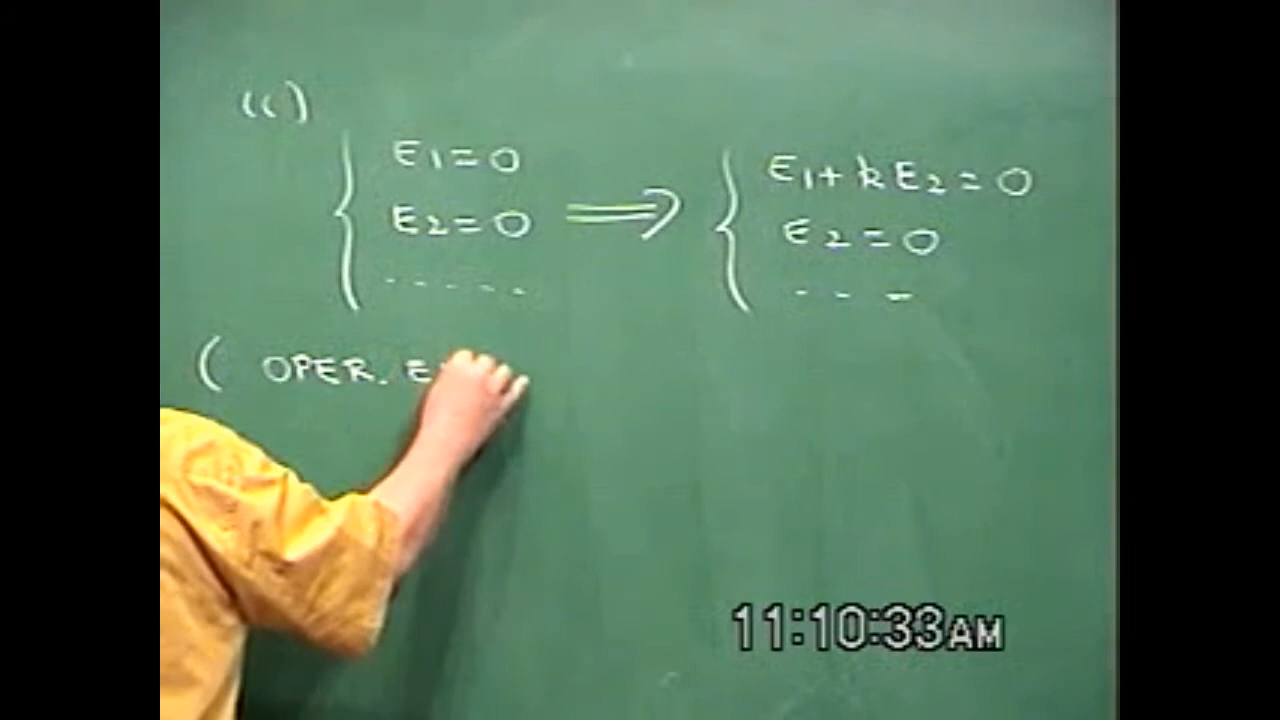 (c)
E1=0
E2=0
.....
⟹
E1+kE2=0
E2=0
---
( OPER. E
11:10:33AM